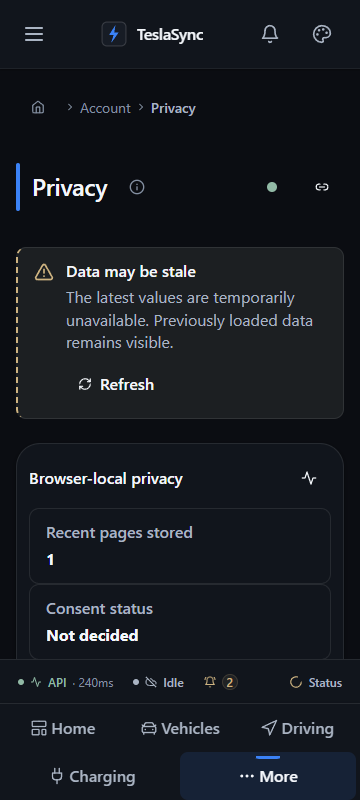 TeslaSync
Account Privacy
Privacy
Data may be stale
The latest values are temporarily
unavailable. Previously loaded data
remains visible.
Refresh
Browser-local privacy
Recent pages stored
1
Consent status
Not decided
API · 240ms Idle 2 Status
Home Vehicles Driving
Charging More